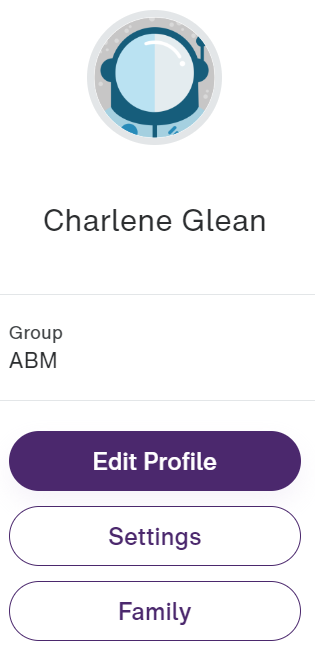 Charlene Glean
Group
ABM
Edit Profile
Settings
Family